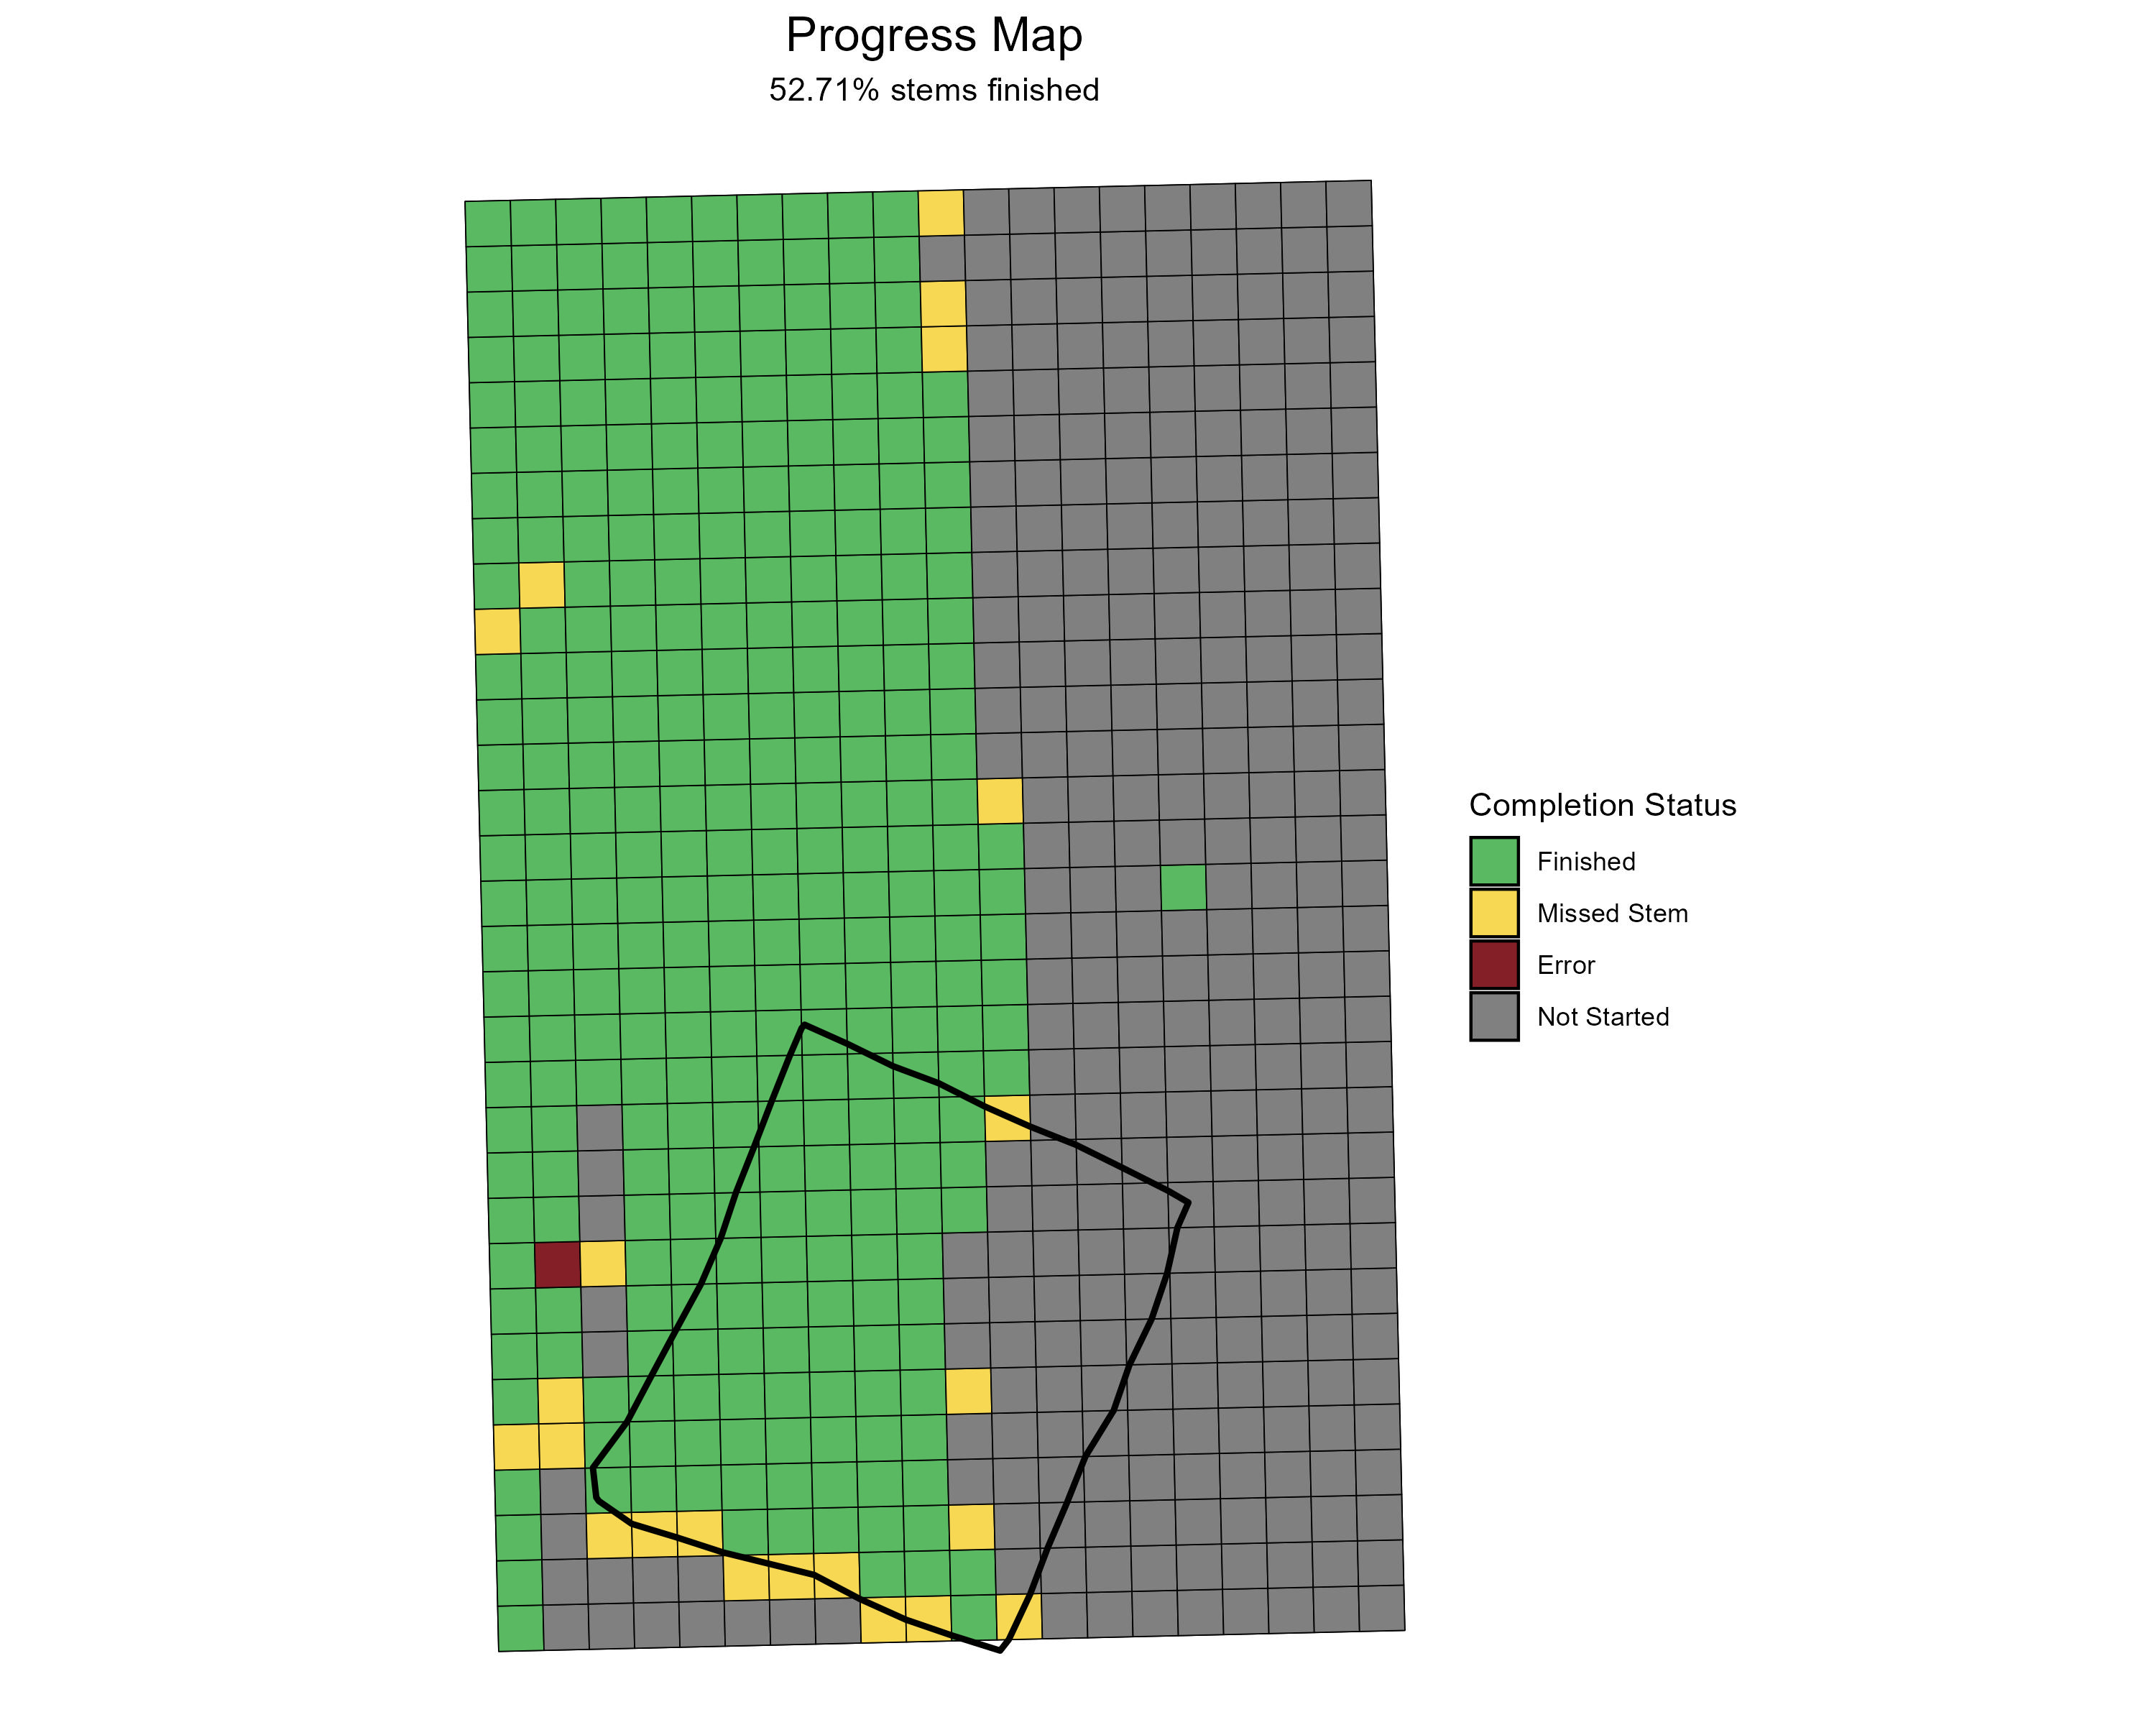 Progress Map
52.71% stems finished
Completion Status
Finished
Missed Stem
Error
Not Started